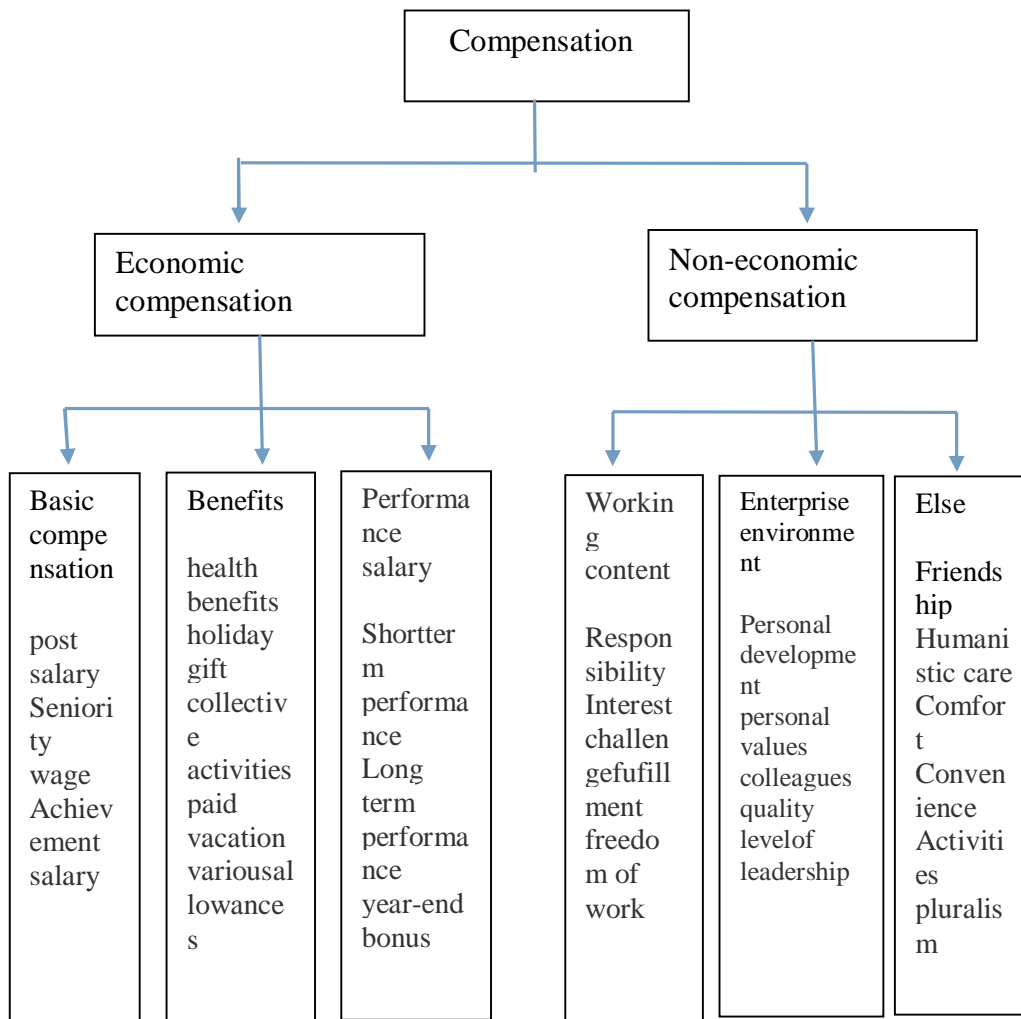 Compensation
Economic
compensation
Non-economic
compensation
Basic
compe
nsation
post
salary
Seniori
ty
wage
Achiev
ement
salary
Benefits
health
benefits
holiday
gift
collectiv
e
activities
paid
vacation
variousal
lowance
s
Performa
nce
salary
Shortter
m
performa
nce
Long
term
performa
nce
year-end
bonus
Workin
g
content
Respon
sibility
Interest
challen
gefufill
ment
freedo
m of
work
Enterprise
environme
nt
Personal
developme
nt
personal
values
colleagues
quality
levelof
leadership
Else
Friends
hip
Humani
stic care
Comfor
t
Conven
ience
Activiti
es
pluralis
m